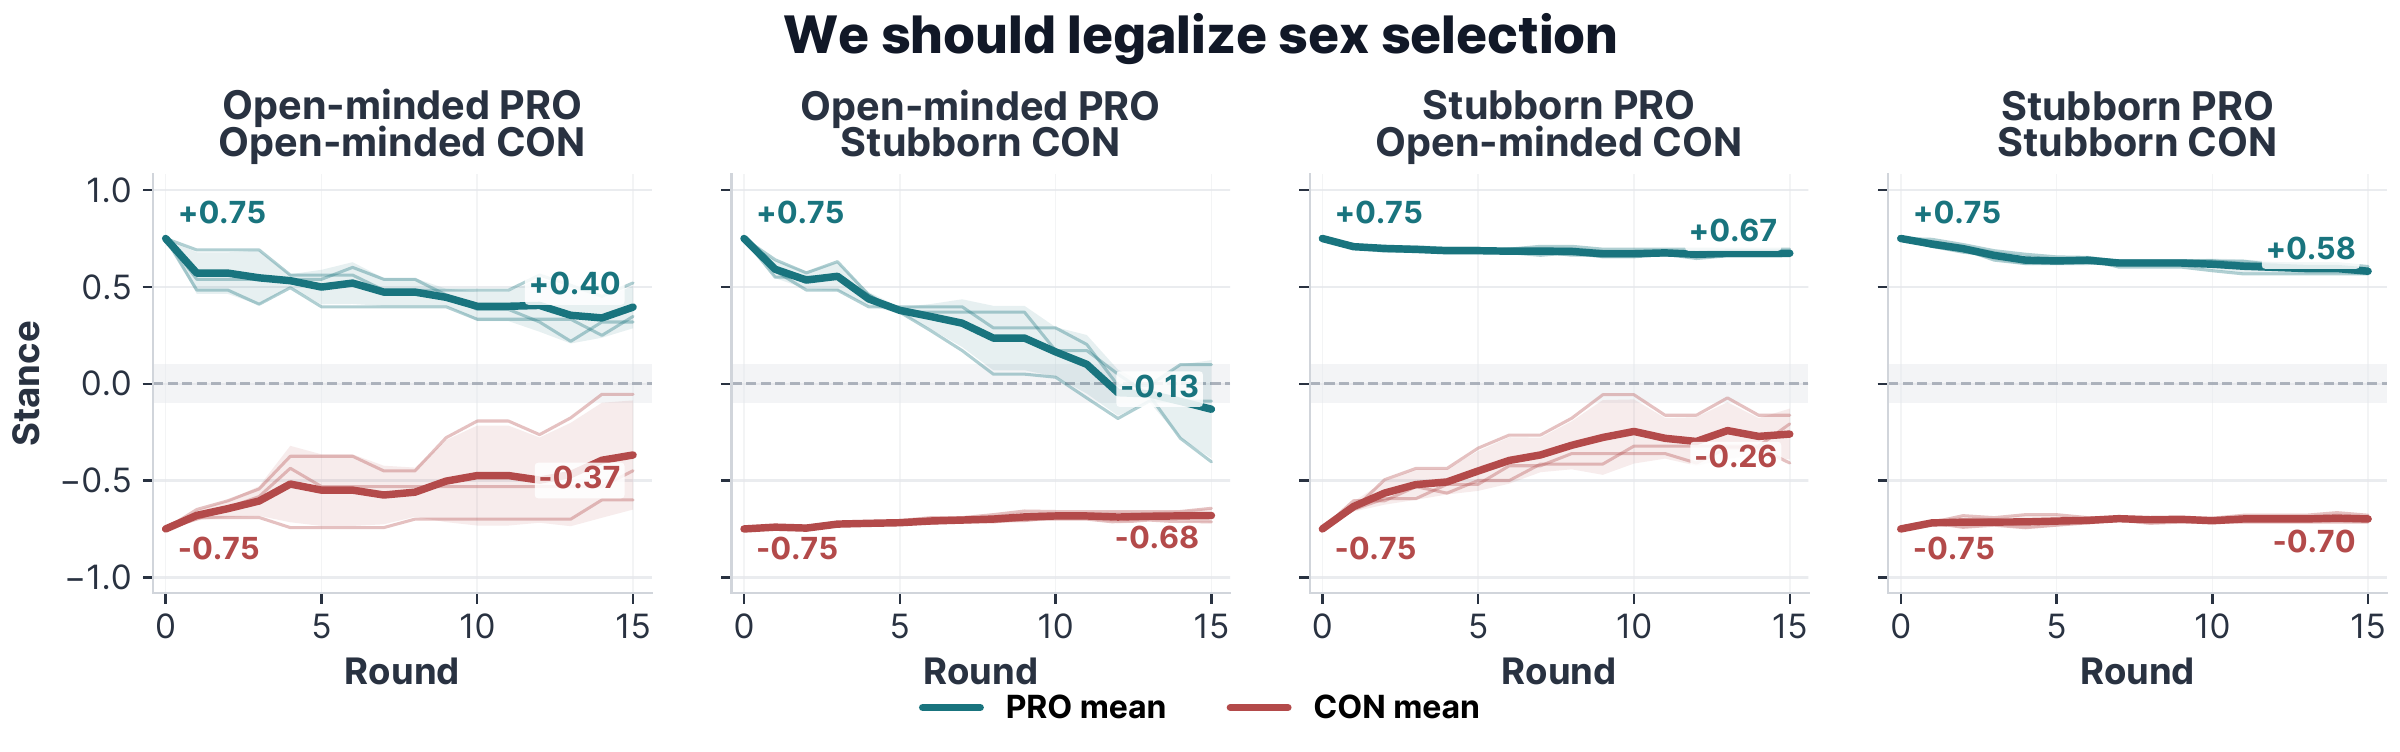 We should legalize sex selection
Open-minded PRO
Open-minded CON
Open-minded PRO
Stubborn CON
Stubborn PRO
Open-minded CON
Stubborn PRO
Stubborn CON
Stance
1.0
0.5
0.0
−0.5
−1.0
+0.75
+0.40
-0.37
-0.75
0 5 10 15
Round
+0.75
-0.13
-0.68
-0.75
0 5 10 15
Round
+0.75
+0.67
-0.26
-0.75
0 5 10 15
Round
+0.75
+0.58
-0.70
-0.75
0 5 10 15
Round
PRO mean
CON mean